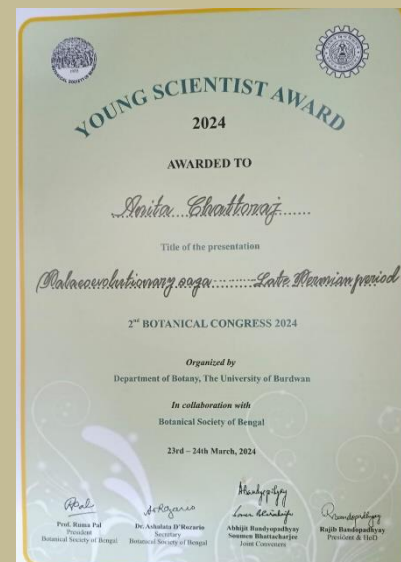 YOUNG SCIENTIST AWARD
2024
AWARDED TO
Anita Chattoraj
Title of the presentation
Palaeoevolutionary saga ........ Late Permian period
2nd BOTANICAL CONGRESS 2024
Organized by
Department of Botany, The University of Burdwan
In collaboration with
Botanical Society of Bengal
23rd – 24th March, 2024
Prof. Ruma Pal
President
Botanical Society of Bengal
Dr. Ashalata D'Rozario
Secretary
Botanical Society of Bengal
Abhijit Bandyopadhyay
Soumen Bhattacharjee
Joint Conveners
Rajib Bandopadhyay
President & HoD